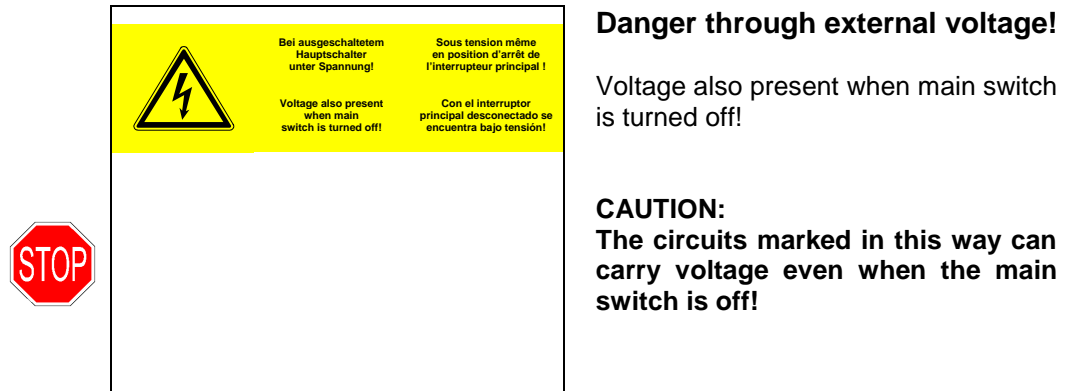 Danger through external voltage!
Bei ausgeschaltetem
Hauptschalter
unter Spannung!
Sous tension même
en position d'arrêt de
l'interrupteur principal !
Voltage also present
when main
switch is turned off!
Con el interruptor
principal desconectado se
encuentra bajo tensión!
Voltage also present when main switch
is turned off!
STOP
CAUTION:
The circuits marked in this way can
carry voltage even when the main
switch is off!